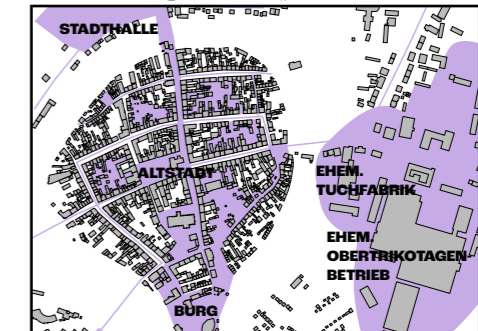 STADTHALLE
ALTSTADT
EHEM.
TUCHFABRIK
EHEM.
OBERTRIKOTAGEN-
BETRIEB
BURG